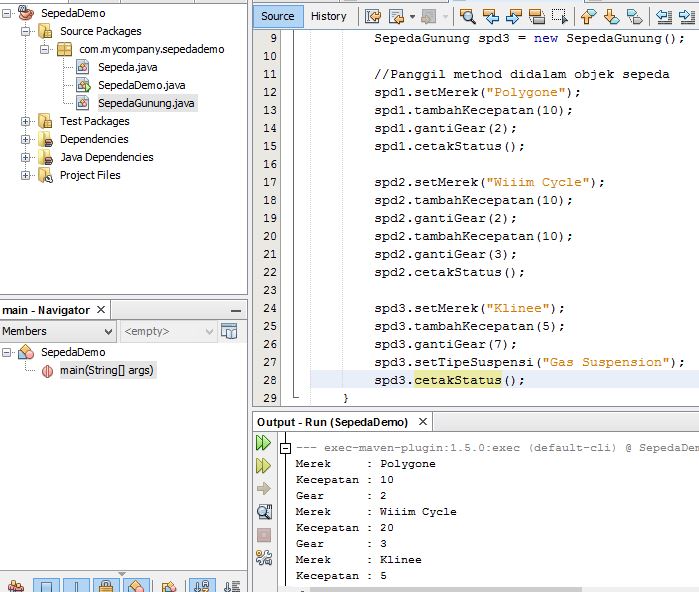 SepedaDemo
Source Packages
com.mycompany.sepedademo
Sepeda.java
SepedaDemo.java
SepedaGunung.java
Test Packages
Dependencies
Java Dependencies
Project Files
main - Navigator
Members
<empty>
SepedaDemo
main(String[] args)
Source History
9 SepedaGunung spd3 = new SepedaGunung();
10
11 //Panggil method didalam objek sepeda
12 spd1.setMerek("Polygone");
13 spd1.tambahKecepatan(10);
14 spd1.gantiGear(2);
15 spd1.cetakStatus();
16
17 spd2.setMerek("Wiiim Cycle");
18 spd2.tambahKecepatan(10);
19 spd2.gantiGear(2);
20 spd2.tambahKecepatan(10);
21 spd2.gantiGear(3);
22 spd2.cetakStatus();
23
24 spd3.setMerek("Klinee");
25 spd3.tambahKecepatan(5);
26 spd3.gantiGear(7);
27 spd3.setTipeSuspensi("Gas Suspension");
28 spd3.cetakStatus();
29 }
Output - Run (SepedaDemo)
--- exec-maven-plugin:1.5.0:exec (default-cli) @ SepedaDem
Merek : Polygone
Kecepatan : 10
Gear : 2
Merek : Wiiim Cycle
Kecepatan : 20
Gear : 3
Merek : Klinee
Kecepatan : 5